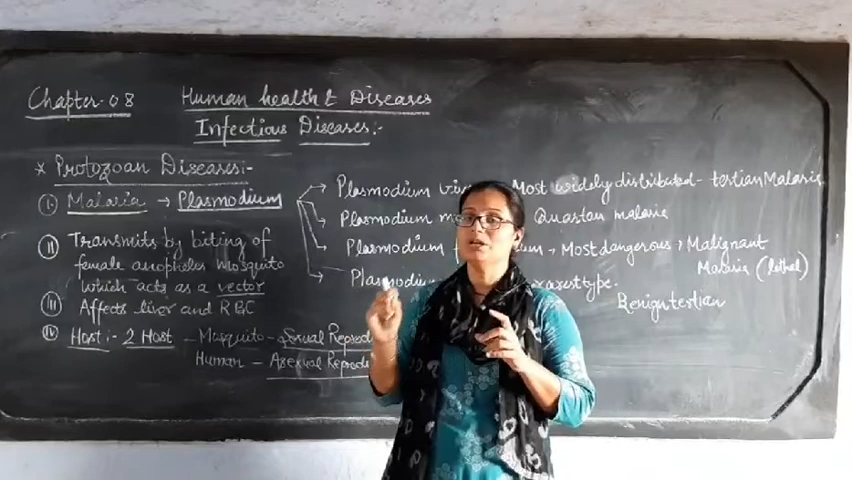 Chapter-08
Human health & Diseases
Infectious Diseases:-
* Protozoan Diseases:-
(i) Malaria → Plasmodium
Plasmodium Most widely distributed- tertian Malaria
Plasmodium Quartan malaria
Plasmodium → Most dangerous → Malignant
Malaria (lethal)
Plasmodium rarest type.
Benign tertian
(ii) Transmits by biting of
female anopheles mosquito
which acts as a vector
(iii) Affects liver and RBC
(iv) Host:- 2 Host - Mosquito - Sexual
Human - Asexual